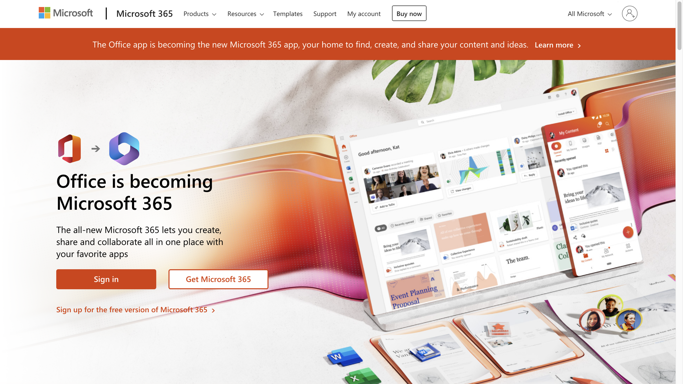 Microsoft
Microsoft 365
Products
Resources
Templates
Support
My account
Buy now
All Microsoft
The Office app is becoming the new Microsoft 365 app, your home to find, create, and share your content and ideas.
Learn more
Office is becoming
Microsoft 365
The all-new Microsoft 365 lets you create,
share and collaborate all in one place with
your favorite apps
Sign in
Get Microsoft 365
Sign up for the free version of Microsoft 365
Good afternoon, Kat
My Content
Bring your
ideas to life
Event Planning
Proposal
The team